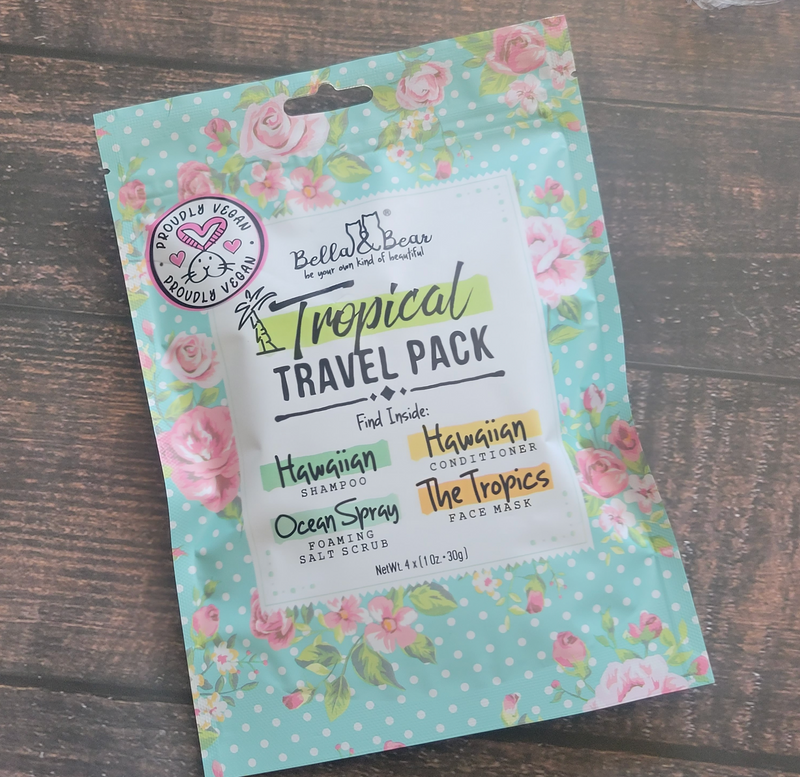 PROUDLY VEGAN
PROUDLY VEGAN
Bella & Bear®
be your own kind of beautiful
Tropical
TRAVEL PACK
Find Inside:
Hawaiian
SHAMPOO
Hawaiian
CONDITIONER
Ocean Spray
FOAMING
SALT SCRUB
The Tropics
FACE MASK
NetWt. 4 x (1 Oz. • 30g)